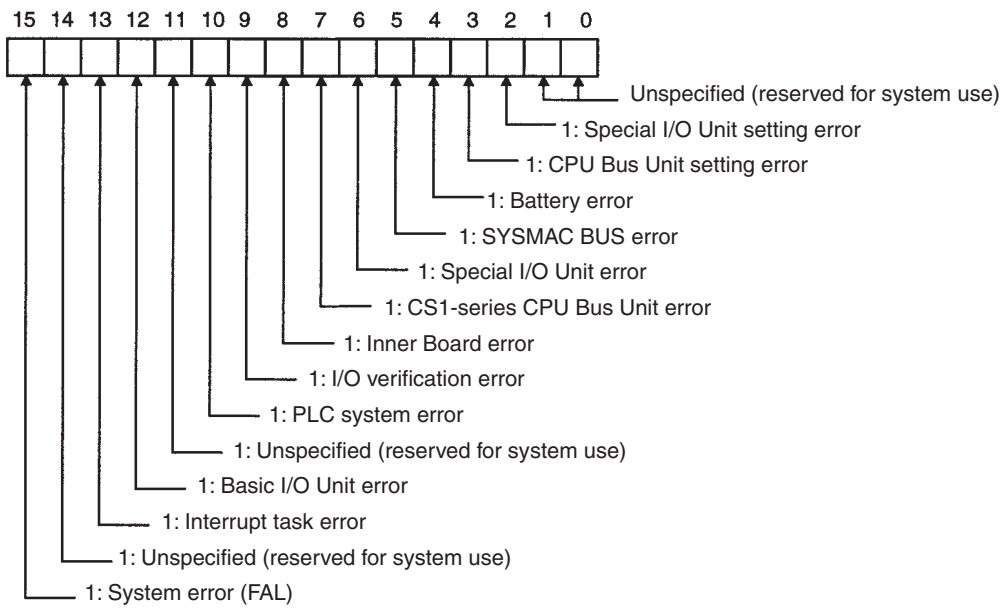 15 14 13 12 11 10 9 8 7 6 5 4 3 2 1 0
Unspecified (reserved for system use)
1: Special I/O Unit setting error
1: CPU Bus Unit setting error
1: Battery error
1: SYSMAC BUS error
1: Special I/O Unit error
1: CS1-series CPU Bus Unit error
1: Inner Board error
1: I/O verification error
1: PLC system error
1: Unspecified (reserved for system use)
1: Basic I/O Unit error
1: Interrupt task error
1: Unspecified (reserved for system use)
1: System error (FAL)